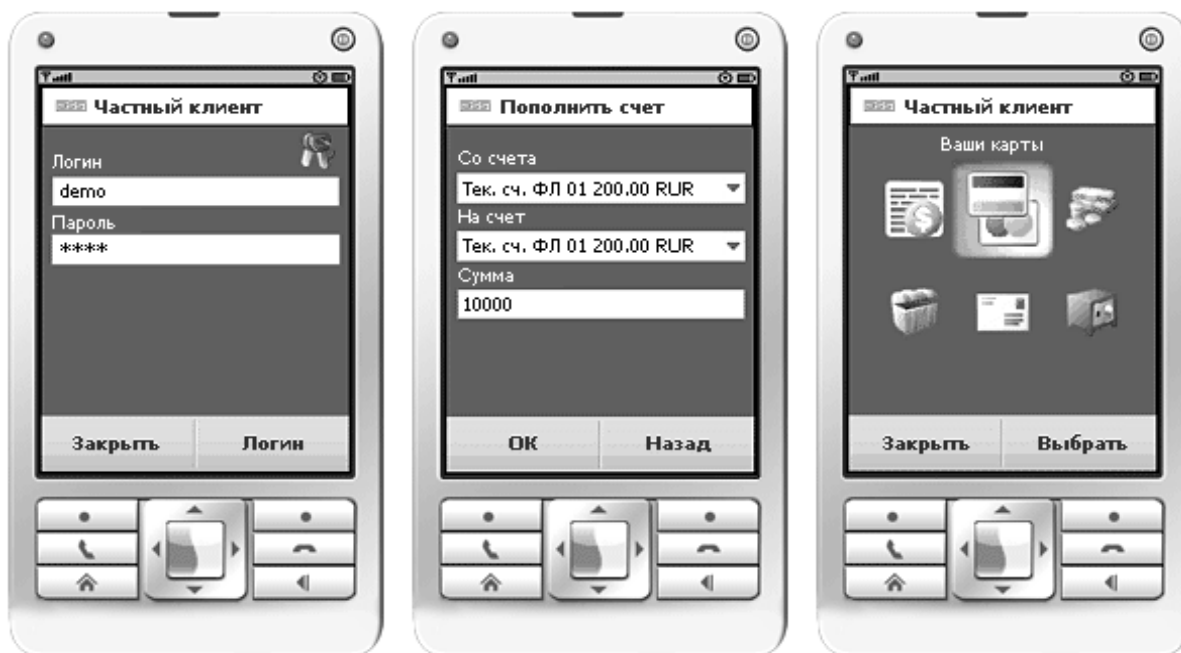 Частный клиент
Логин
demo
Пароль
****
Закрыть
Логин
Пополнить счет
Со счета
Тек. сч. ФЛ 01 200.00 RUR
На счет
Тек. сч. ФЛ 01 200.00 RUR
Сумма
10000
ОК
Назад
Частный клиент
Ваши карты
Закрыть
Выбрать